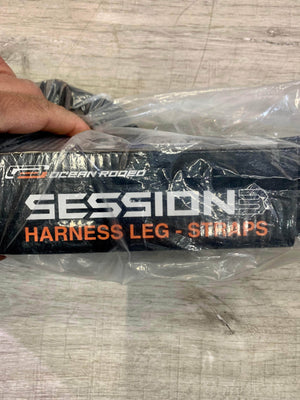 OCEAN RODEO
SESSION
HARNESS LEG - STRAPS